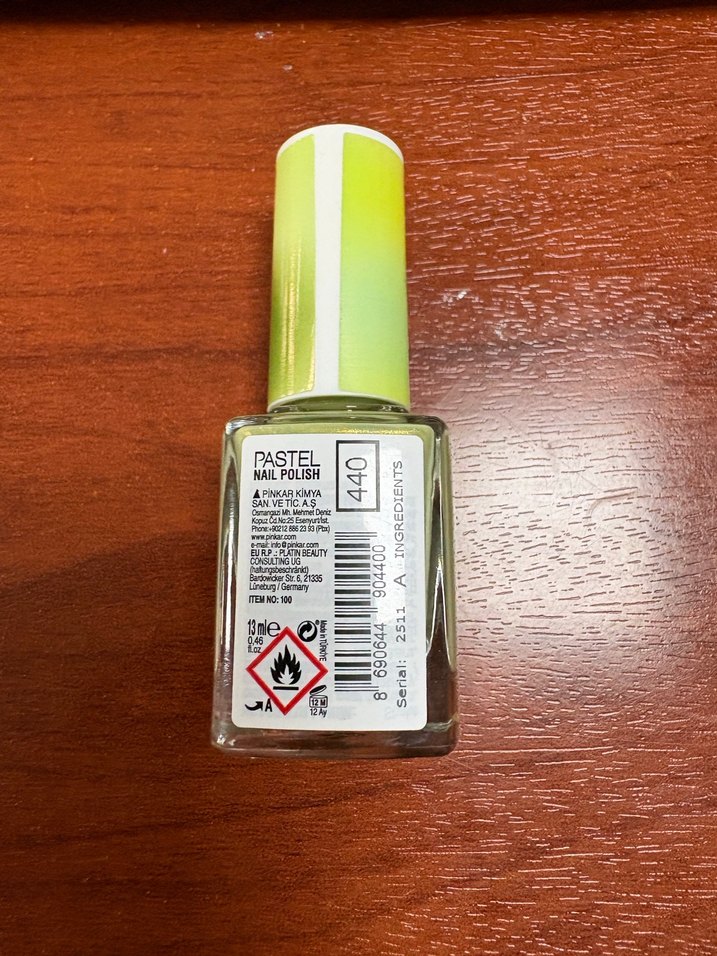 PASTEL
NAIL POLISH
440
▲ PİNKAR KİMYA
SAN. VE TİC. A.Ş
Osmangazi Mh. Mehmet Deniz
Kopuz Cd.No:25 Esenyurt/İst.
Phone:+90212 886 23 93 (Pbx)
www.pinkar.com
e-mail: info@pinkar.com
EU R.P .: PLATIN BEAUTY
CONSULTING UG
(haftungsbeschränkt)
Bardowicker Str. 6, 21335
Lüneburg / Germany
ITEM NO: 100
13 ml e
0,46
fl.oz
Made in TÜRKİYE
A
12 M
12 Ay
8 690644 904400
Serial: 2511 A INGREDIENTS